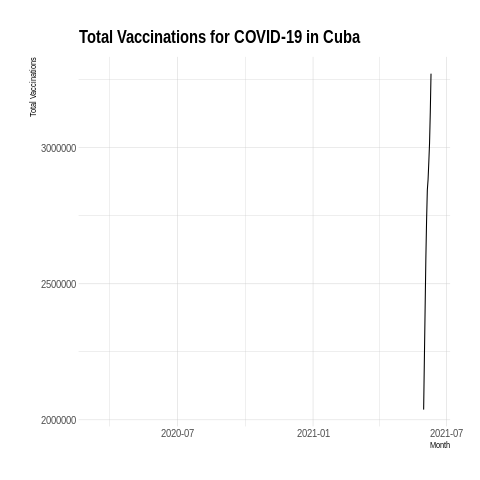 Total Vaccinations for COVID-19 in Cuba
Total Vaccinations
3000000
2500000
2000000
2020-07
2021-01
2021-07
Month